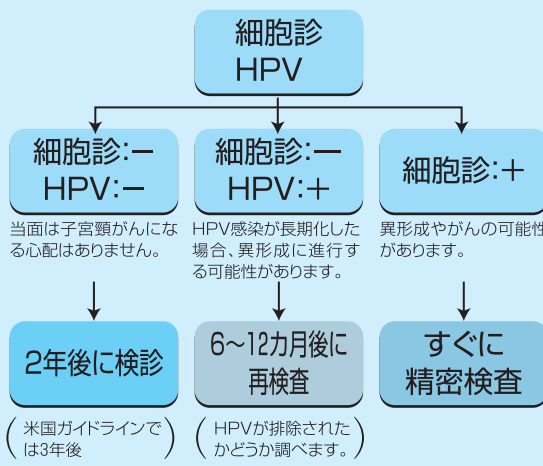 細胞診
HPV
細胞診:−
HPV:−
細胞診:−
HPV:+
細胞診:+
当面は子宮頸がんにな
る心配はありません。
HPV感染が長期化した
場合、異形成に進行す
る可能性があります。
異形成やがんの可能性
があります。
2年後に検診
6〜12カ月後に
再検査
すぐに
精密検査
(米国ガイドラインで
は3年後)
(HPVが排除された
かどうか調べます。)